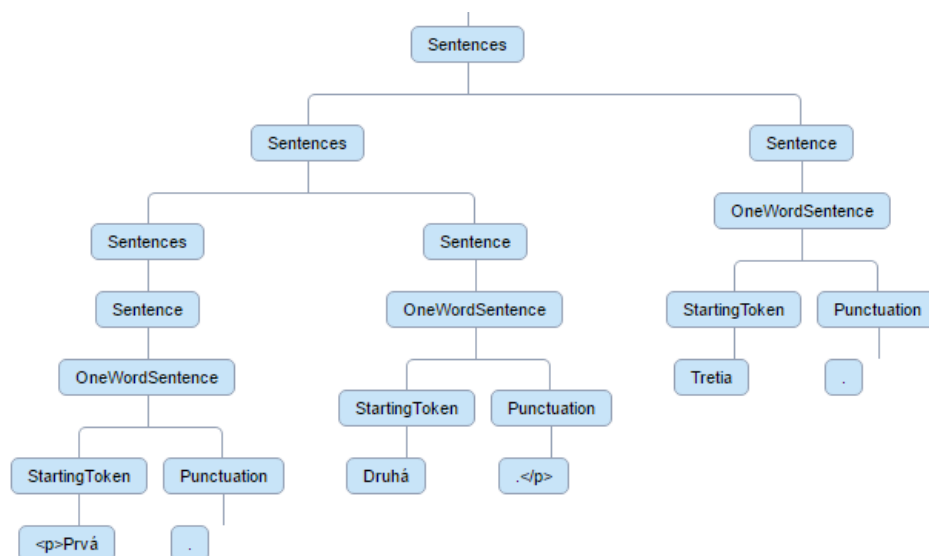 Sentences
Sentences
Sentence
OneWordSentence
Sentences
Sentence
Sentence
OneWordSentence
StartingToken
Punctuation
OneWordSentence
Tretia
.
StartingToken
Punctuation
StartingToken
Punctuation
Druhá
.</p>
<p>Prvá
.